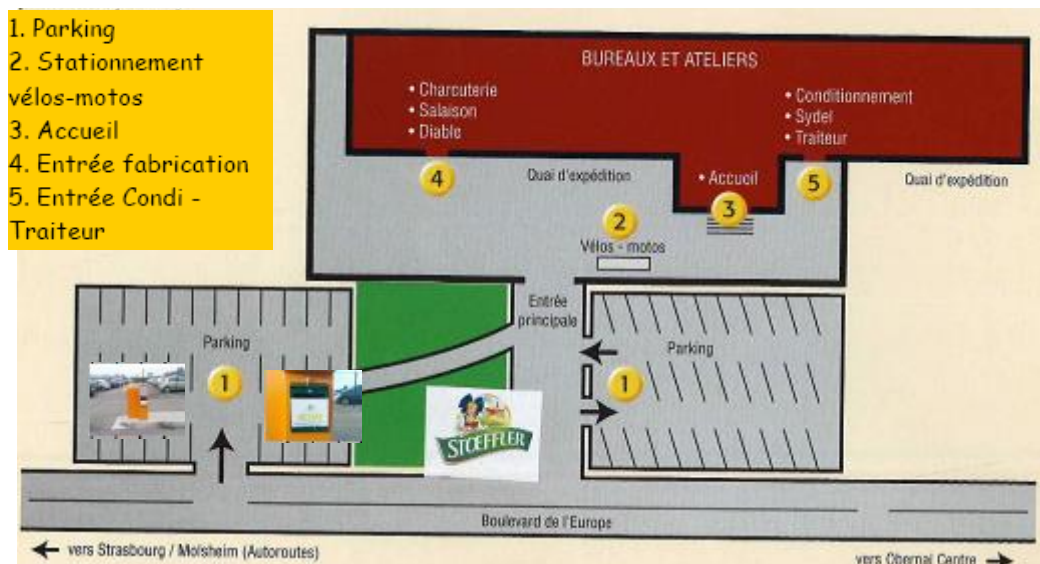 1. Parking
2. Stationnement
vélos-motos
3. Accueil
4. Entrée fabrication
5. Entrée Condi -
Traiteur
BUREAUX ET ATELIERS
• Charcuterie
• Salaison
• Diable
• Conditionnement
• Sydel
• Traiteur
4
Quai d'expédition
• Accueil
3
5
Quai d'expédition
2
Vélos - motos
Entrée
principale
Parking
1
Parking
1
STOEFFLER
Boulevard de l'Europe
vers Strasbourg / Molsheim (Autoroutes)
vers Obernai Centre